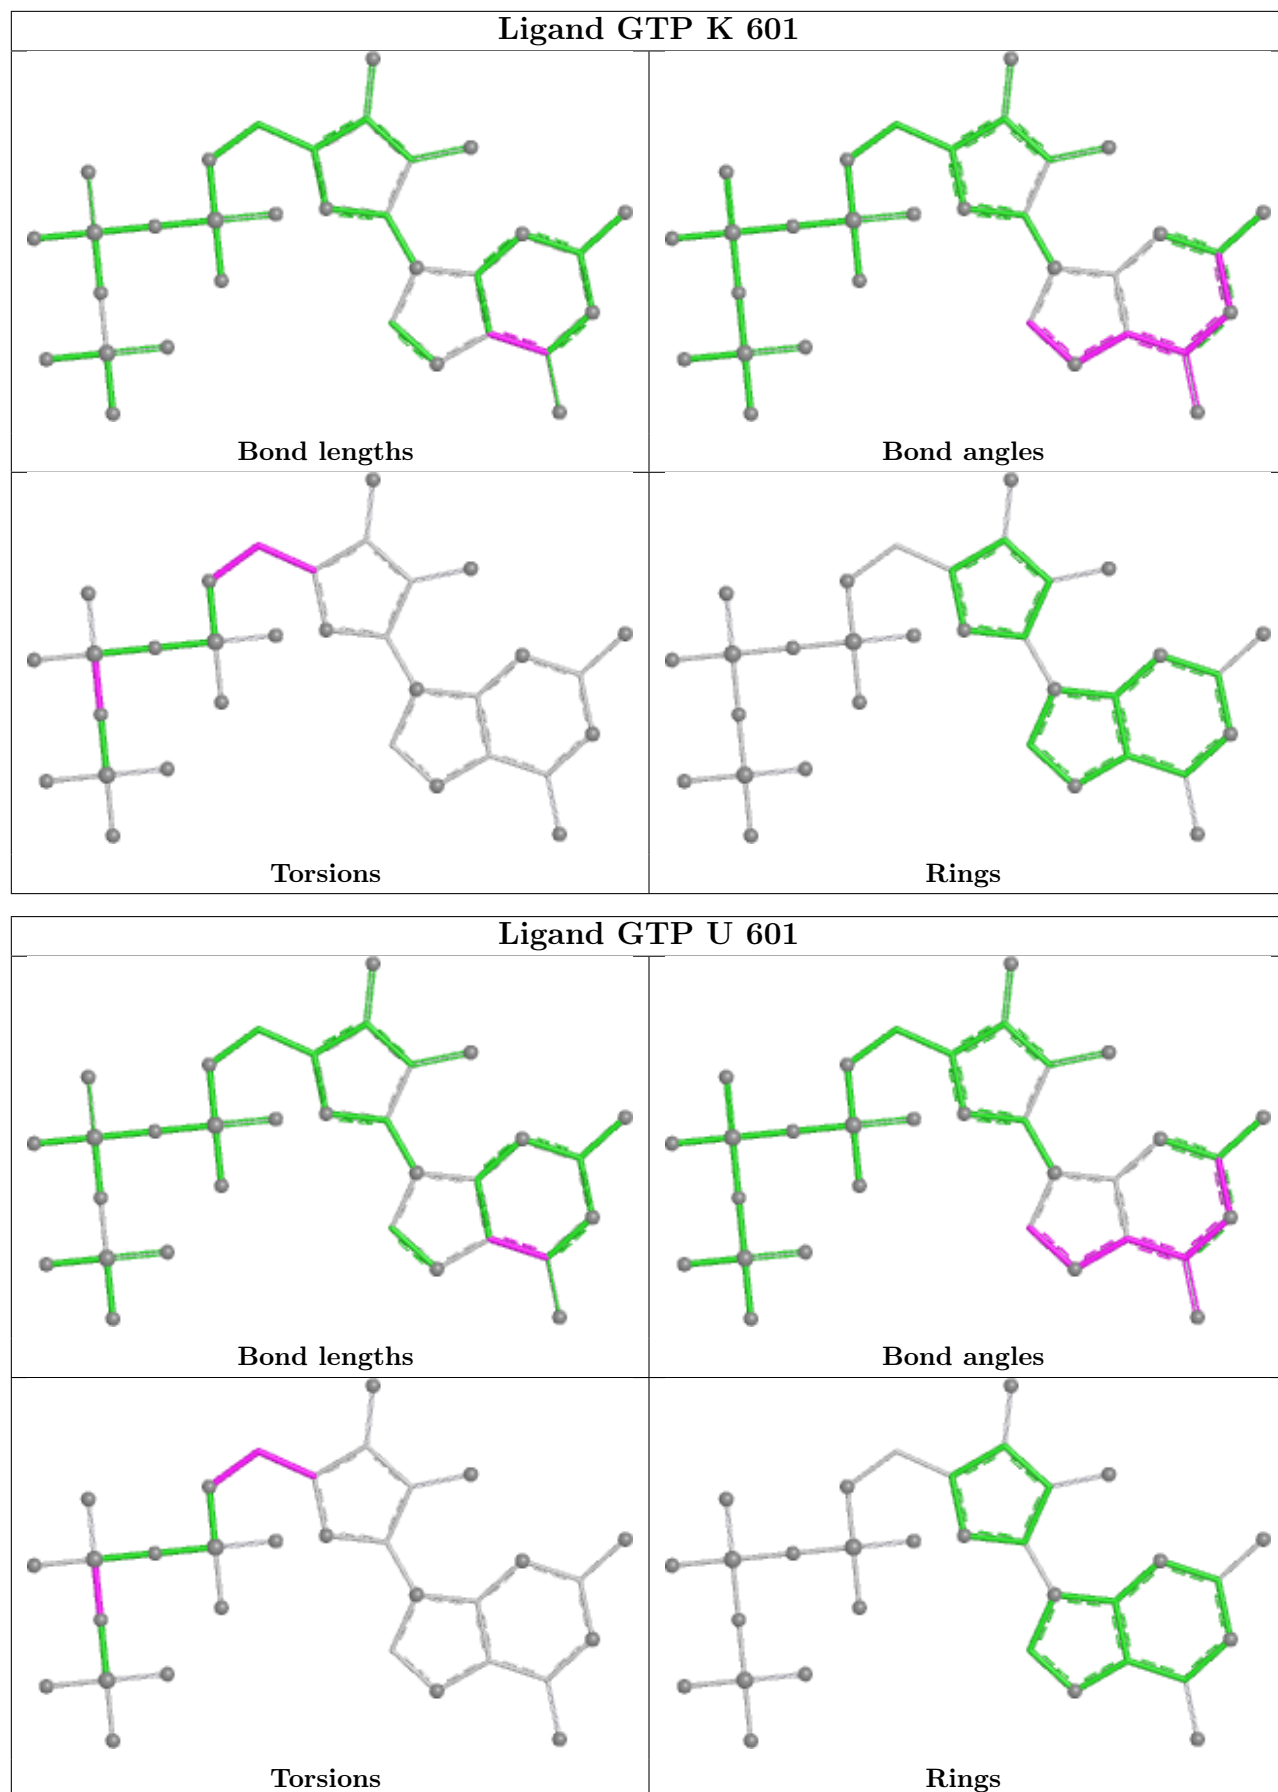 Ligand GTP K 601
Bond lengths
Bond angles
Torsions
Rings
Ligand GTP U 601
Bond lengths
Bond angles
Torsions
Rings